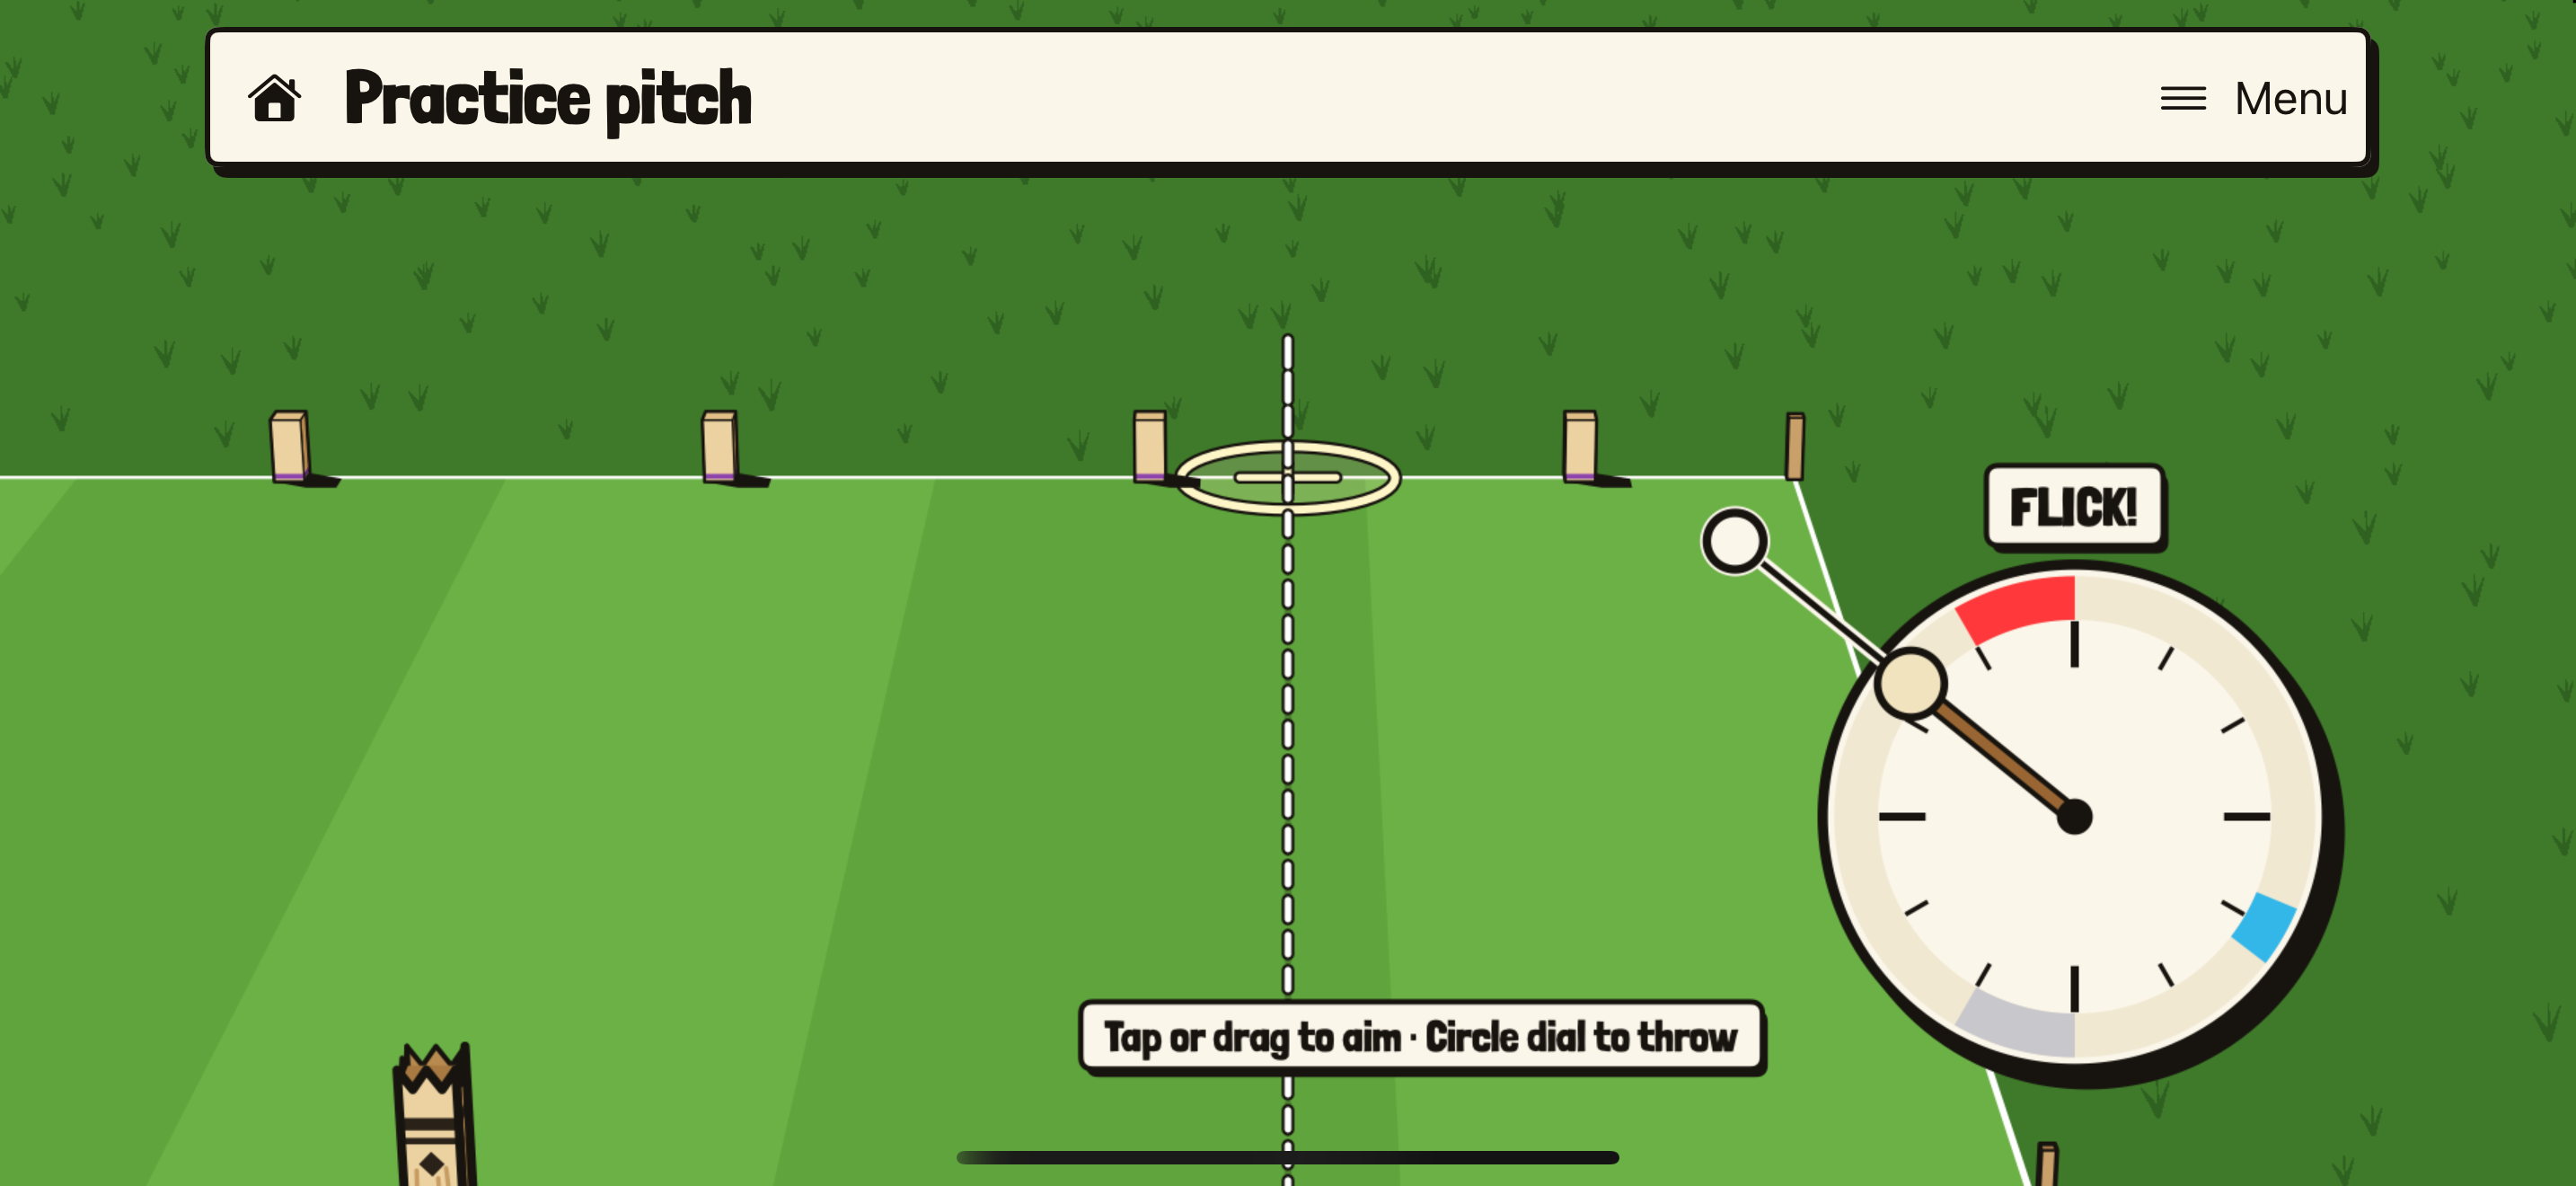 Practice pitch
Menu
FLICK!
Tap or drag to aim · Circle dial to throw